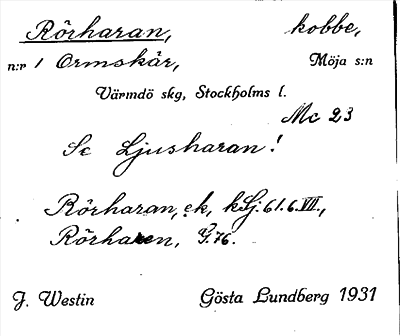 Rörharan, kobbe,
n:r 1 Ormskär, Möja s:n
Värmdö skg, Stockholms l.
Mc 23
Se Ljusharan!
Rörharan, ek, kSj. 61.6.VII.,
Rörharen, G.76.
J. Westin Gösta Lundberg 1931